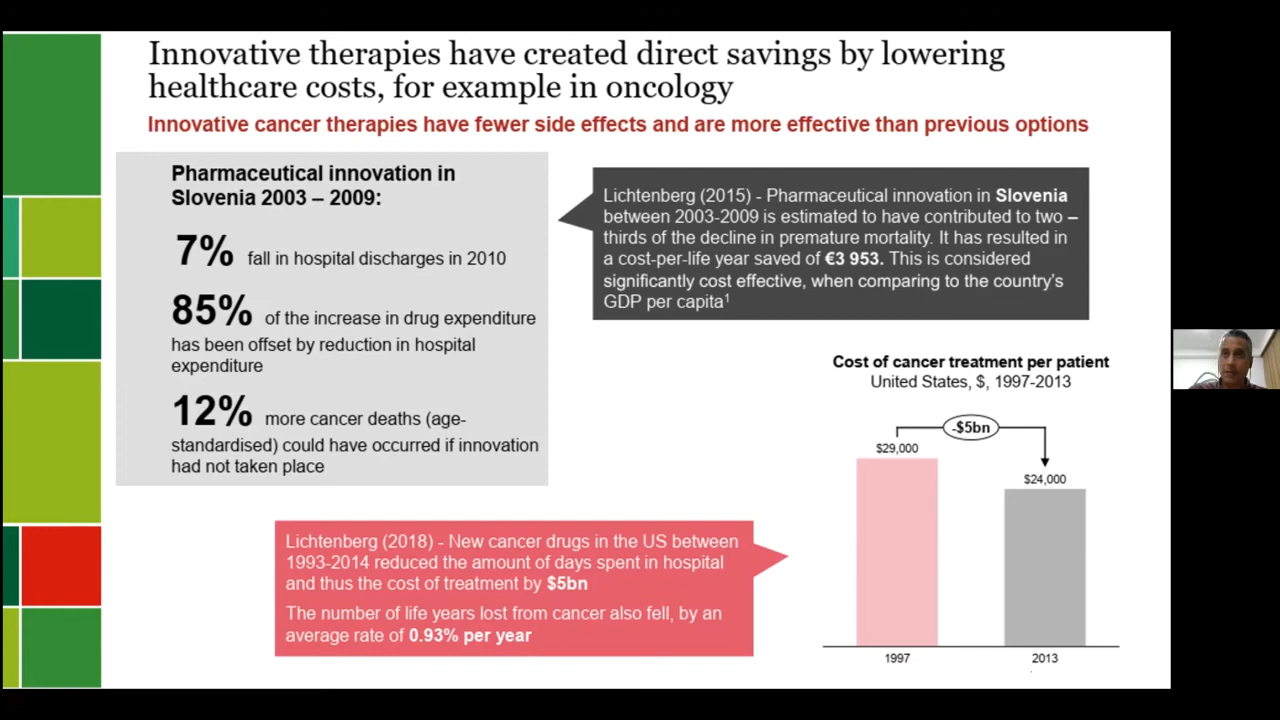 Innovative therapies have created direct savings by lowering
healthcare costs, for example in oncology
Innovative cancer therapies have fewer side effects and are more effective than previous options
Pharmaceutical innovation in
Slovenia 2003 – 2009:
7% fall in hospital discharges in 2010
85% of the increase in drug expenditure
has been offset by reduction in hospital
expenditure
12% more cancer deaths (age-
standardised) could have occurred if innovation
had not taken place
Lichtenberg (2015) - Pharmaceutical innovation in Slovenia
between 2003-2009 is estimated to have contributed to two –
thirds of the decline in premature mortality. It has resulted in
a cost-per-life year saved of €3 953. This is considered
significantly cost effective, when comparing to the country's
GDP per capita¹
Lichtenberg (2018) - New cancer drugs in the US between
1993-2014 reduced the amount of days spent in hospital
and thus the cost of treatment by $5bn
The number of life years lost from cancer also fell, by an
average rate of 0.93% per year
Cost of cancer treatment per patient
United States, $, 1997-2013
-$5bn
$29,000
$24,000
1997
2013